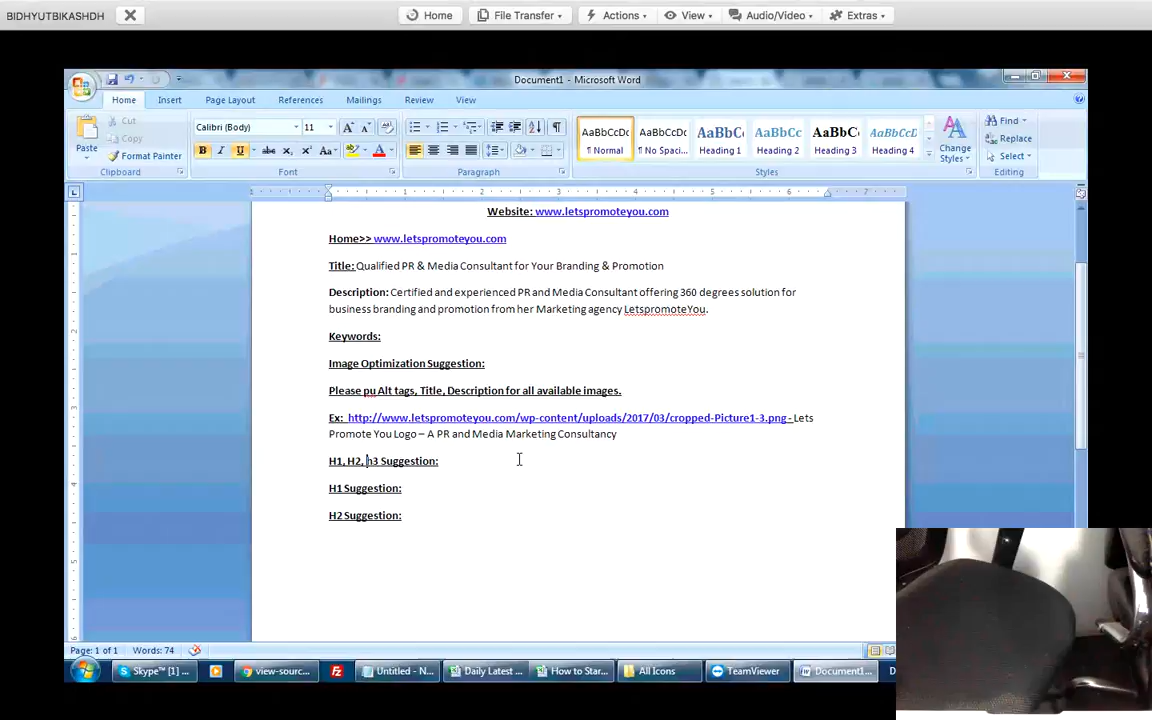 BIDHYUTBIKASHDH
Home File Transfer Actions View Audio/Video Extras
Document1 - Microsoft Word
Home Insert Page Layout References Mailings Review View
Paste Cut Copy Format Painter
Calibri (Body) 11
AaBbCcDc AaBbCcDc AaBbC AaBbCc AaBbC AaBbCcD
¶ Normal ¶ No Spaci... Heading 1 Heading 2 Heading 3 Heading 4
Change Styles
Find Replace Select
Clipboard Font Paragraph Styles Editing
Website: www.letspromoteyou.com
Home>> www.letspromoteyou.com
Title: Qualified PR & Media Consultant for Your Branding & Promotion
Description: Certified and experienced PR and Media Consultant offering 360 degrees solution for
business branding and promotion from her Marketing agency LetspromoteYou.
Keywords:
Image Optimization Suggestion:
Please pu Alt tags, Title, Description for all available images.
Ex: http://www.letspromoteyou.com/wp-content/uploads/2017/03/cropped-Picture1-3.png - Lets
Promote You Logo – A PR and Media Marketing Consultancy
H1, H2, h3 Suggestion:
H1 Suggestion:
H2 Suggestion:
Page: 1 of 1 Words: 74
Skype™ [1] ... view-sourc... Untitled - N... Daily Latest ... How to Star... All Icons TeamViewer Document1...